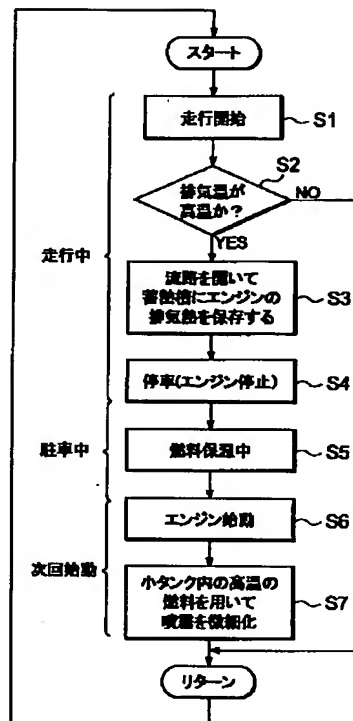 スタート
走行開始
S1
S2
排気温が
高温か?
NO
YES
走行中
流路を開いて
蓄熱槽にエンジンの
排気熱を保存する
S3
停車(エンジン停止)
S4
駐車中
燃料保温中
S5
エンジン始動
S6
次回始動
小タンク内の高温の
燃料を用いて
噴霧を微細化
S7
リターン